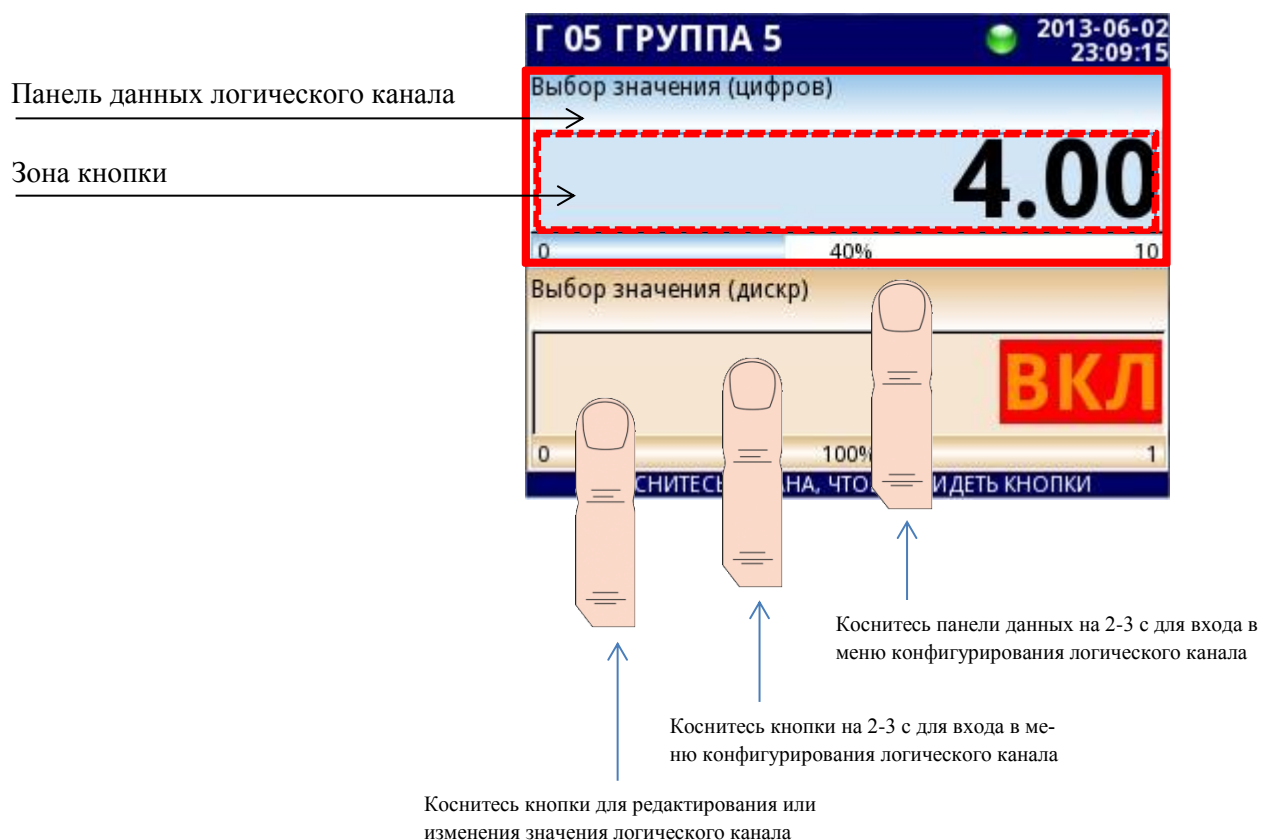 Г 05 ГРУППА 5
2013-06-02
23:09:15
Панель данных логического канала
Выбор значения (цифров)
Зона кнопки
4.00
0 40% 10
Выбор значения (дискр)
ВКЛ
0 100% 1
ЧТО КНОПКИ
Коснитесь панели данных на 2-3 с для входа в
меню конфигурирования логического канала
Коснитесь кнопки на 2-3 с для входа в ме-
ню конфигурирования логического канала
Коснитесь кнопки для редактирования или
изменения значения логического канала